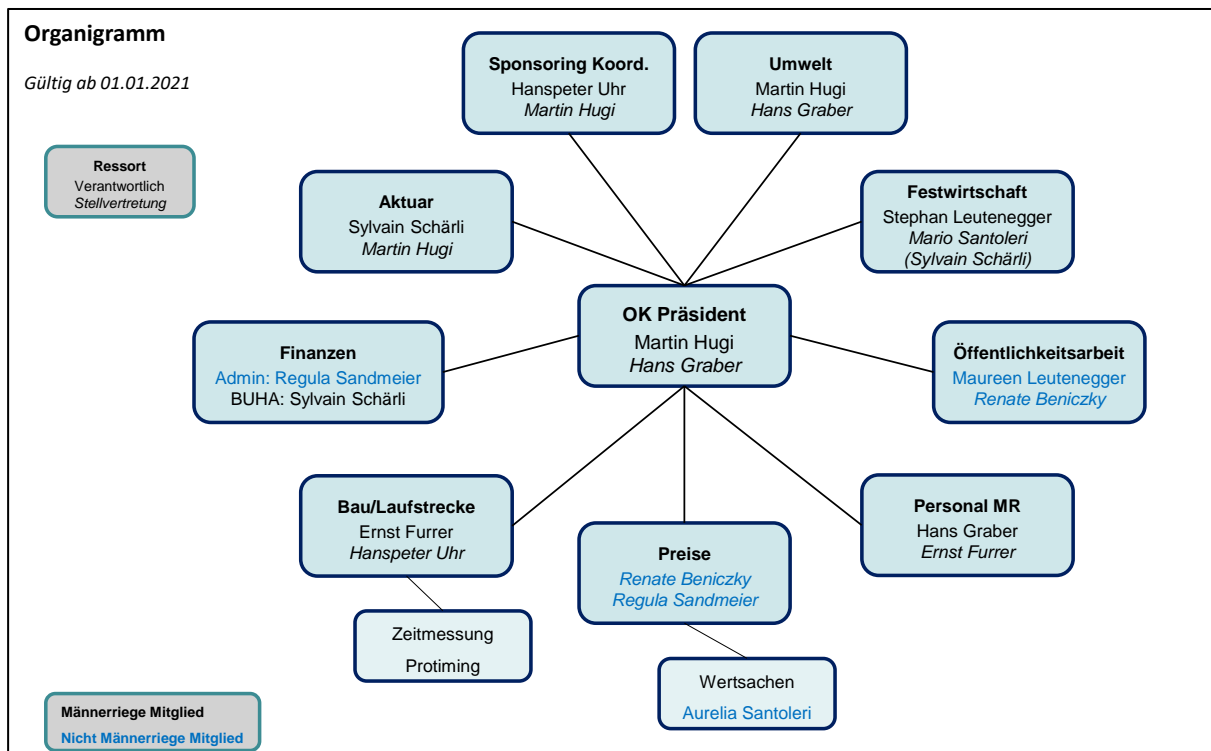 Organigramm
Gültig ab 01.01.2021
Ressort
Verantwortlich
Stellvertretung
Sponsoring Koord.
Hanspeter Uhr
Martin Hugi
Umwelt
Martin Hugi
Hans Graber
Aktuar
Sylvain Schärli
Martin Hugi
Festwirtschaft
Stephan Leutenegger
Mario Santoleri
(Sylvain Schärli)
OK Präsident
Martin Hugi
Hans Graber
Finanzen
Admin: Regula Sandmeier
BUHA: Sylvain Schärli
Öffentlichkeitsarbeit
Maureen Leutenegger
Renate Beniczky
Bau/Laufstrecke
Ernst Furrer
Hanspeter Uhr
Preise
Renate Beniczky
Regula Sandmeier
Personal MR
Hans Graber
Ernst Furrer
Zeitmessung
Protiming
Wertsachen
Aurelia Santoleri
Männerriege Mitglied
Nicht Männerriege Mitglied